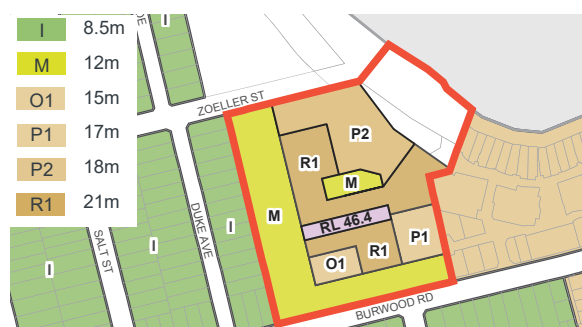 I 8.5m
M 12m
O1 15m
P1 17m
P2 18m
R1 21m
I
ZOELLER ST
P2
R1
M
I
DUKE AVE
M
RL 46.4
P1
R1
O1
SALT ST
I
I
BURWOOD RD